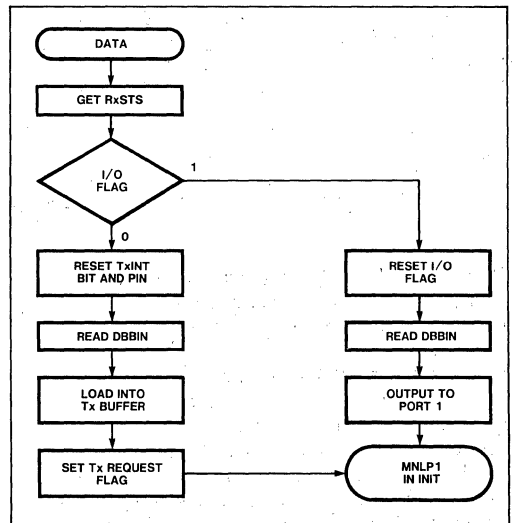 DATA
GET RxSTS
I/O
FLAG
1
0
RESET TxINT
BIT AND PIN
READ DBBIN
LOAD INTO
Tx BUFFER
SET Tx REQUEST
FLAG
RESET I/O
FLAG
READ DBBIN
OUTPUT TO
PORT 1
MNLP1
IN INIT